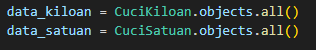 data_kiloan = CuciKiloan.objects.all()
data_satuan = CuciSatuan.objects.all()